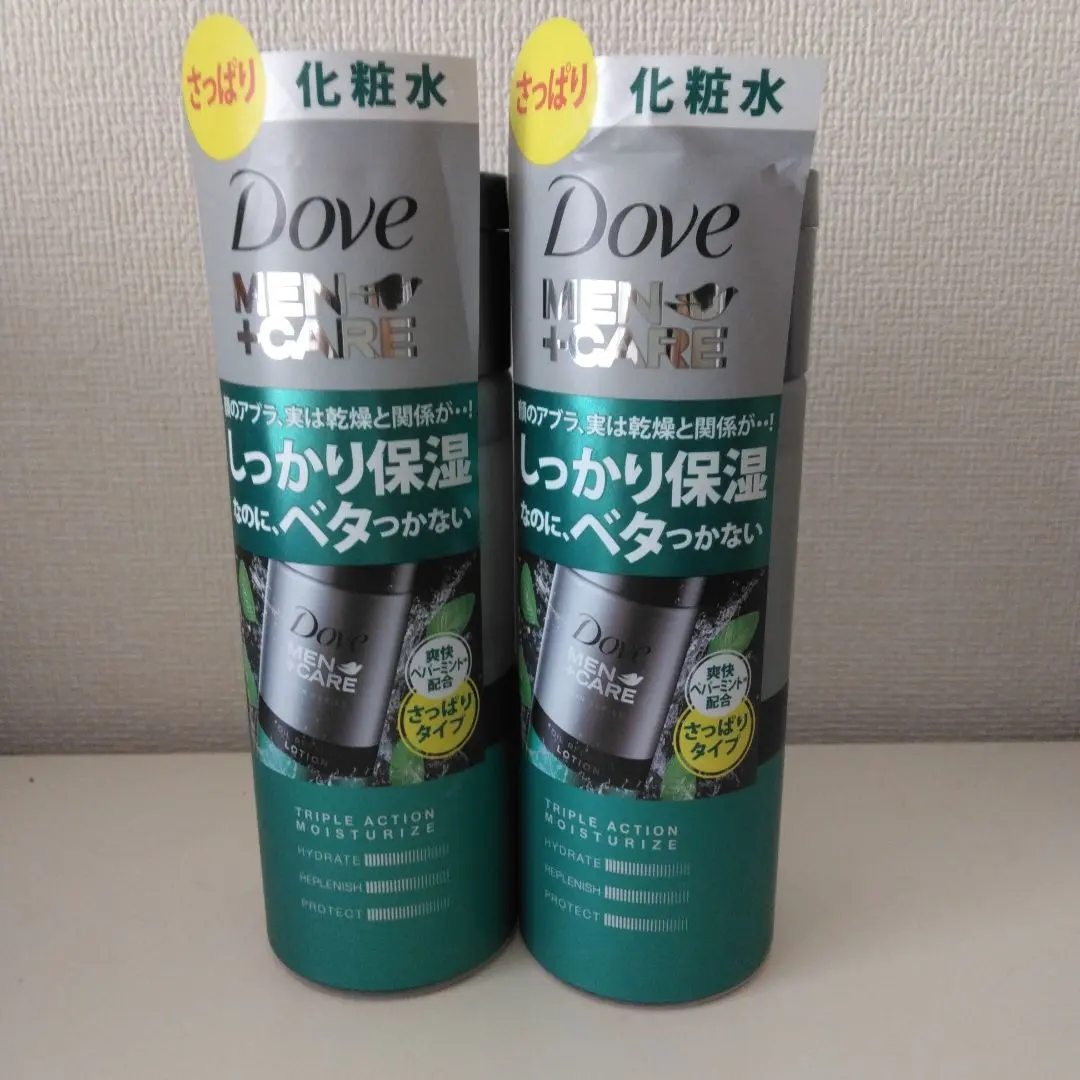 さっぱり
化粧水
Dove
MEN
+CARE
顔のアブラ、実は乾燥と関係が‥!
しっかり保湿
なのに、ベタつかない
Dove
MEN
+CARE
LOTION
爽快
ペパーミント*
配合
さっぱり
タイプ
TRIPLE ACTION
MOISTURIZE
HYDRATE
REPLENISH
PROTECT
さっぱり
化粧水
Dove
MEN
+CARE
顔のアブラ、実は乾燥と関係が‥!
しっかり保湿
なのに、ベタつかない
Dove
MEN
+CARE
LOTION
爽快
ペパーミント*
配合
さっぱり
タイプ
TRIPLE ACTION
MOISTURIZE
HYDRATE
REPLENISH
PROTECT